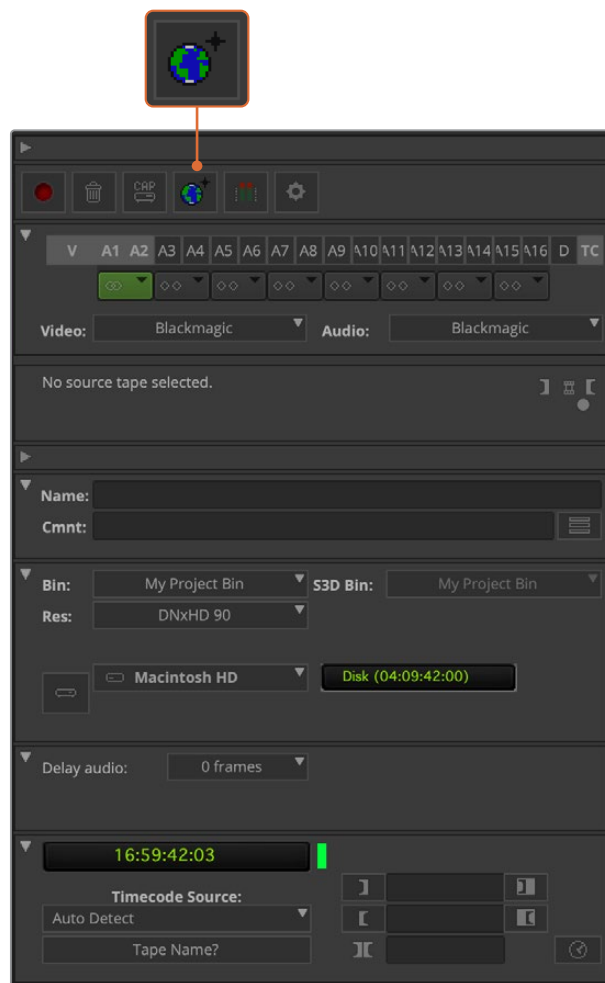 CAP
V A1 A2 A3 A4 A5 A6 A7 A8 A9 A10 A11 A12 A13 A14 A15 A16 D TC
Video: Blackmagic Audio: Blackmagic
No source tape selected.
Name:
Cmnt:
Bin: My Project Bin S3D Bin: My Project Bin
Res: DNxHD 90
Macintosh HD Disk (04:09:42:00)
Delay audio: 0 frames
16:59:42:03
Timecode Source:
Auto Detect
Tape Name?